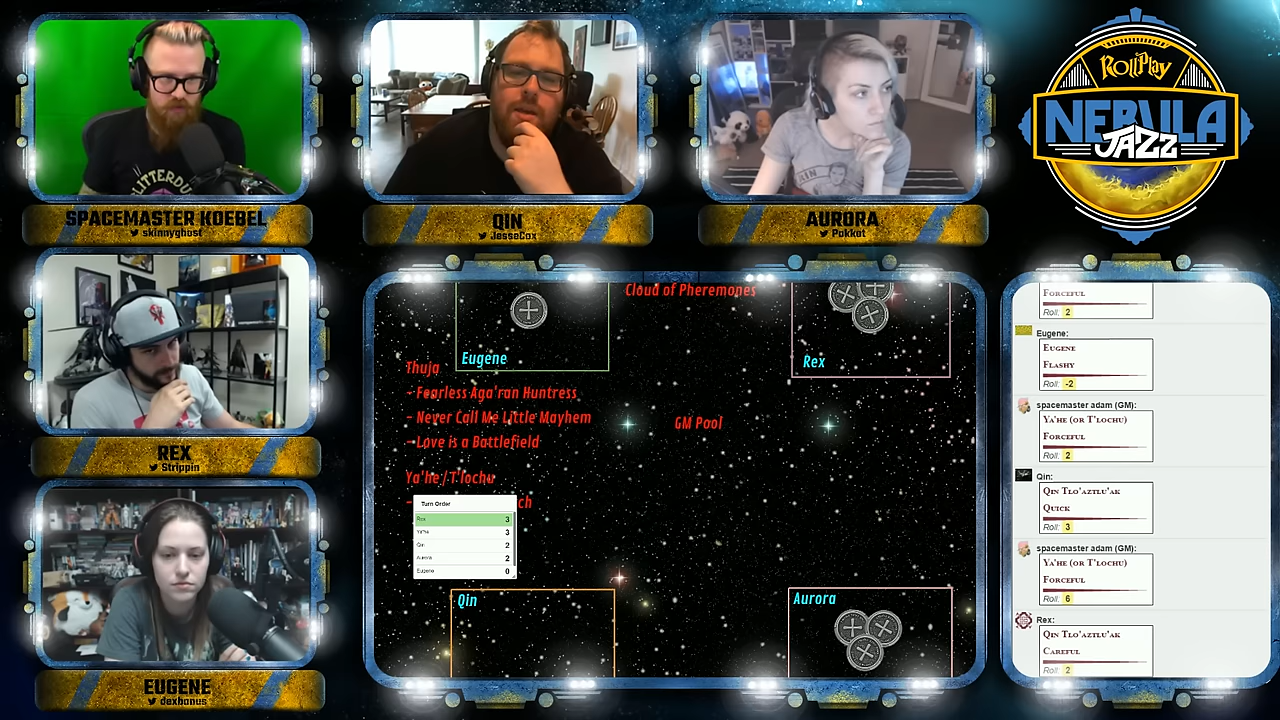 SPACEMASTER KOEBEL
skinnyghost
QIN
JesseCox
AURORA
Pokket
ROLLPLAY
NEBULA
JAZZ
REX
Strippin
EUGENE
dexbonus
Cloud of Pheremones
Eugene
Rex
Thuja
- Fearless Aga'ran Huntress
- Never Call Me Little Mayhem
- Love is a Battlefield
GM Pool
Ya'he/T'lochu
-
ch
Turn Order
Rex 3
Ya'he 3
Qin 2
Aurora 2
Eugene 0
Qin
Aurora
FORCEFUL
Roll: 2
Eugene:
EUGENE
FLASHY
Roll: -2
spacemaster adam (GM):
YA'HE (OR T'LOCHU)
FORCEFUL
Roll: 2
Qin:
QIN TLO'AZTLU'AK
QUICK
Roll: 3
spacemaster adam (GM):
YA'HE (OR T'LOCHU)
FORCEFUL
Roll: 6
Rex:
QIN TLO'AZTLU'AK
CAREFUL
Roll: 2